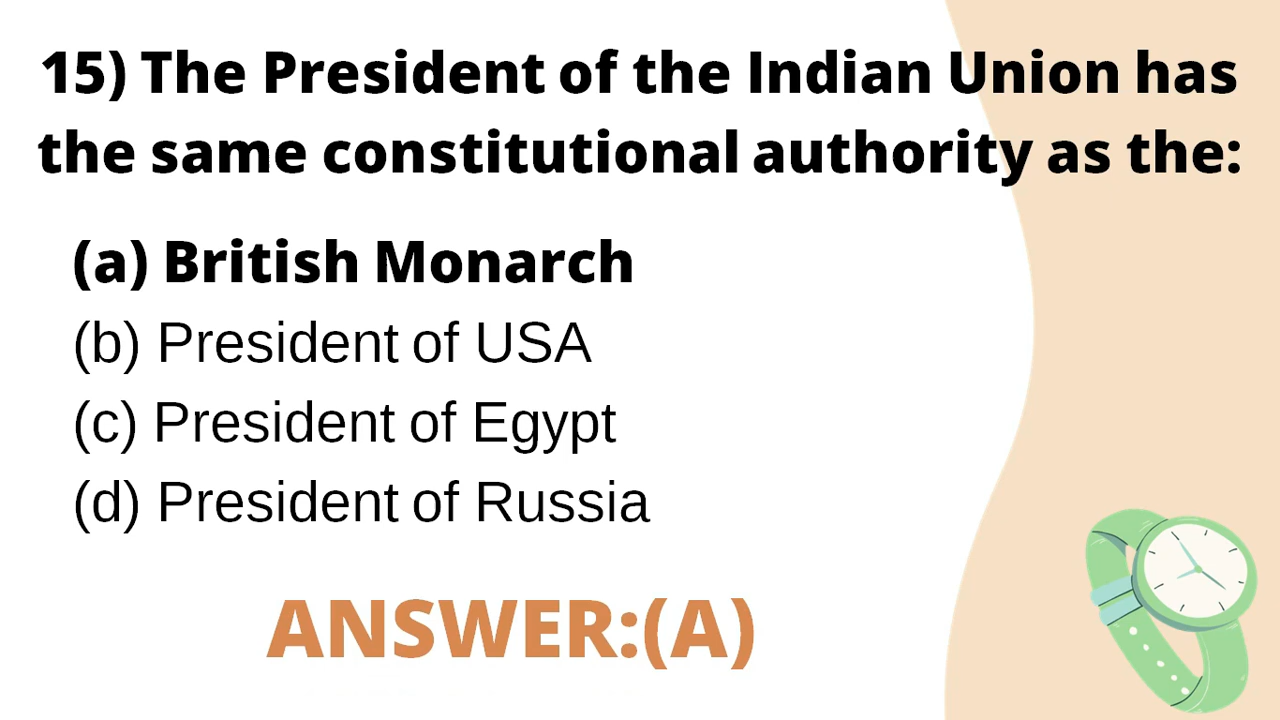 15) The President of the Indian Union has
the same constitutional authority as the:
(a) British Monarch
(b) President of USA
(c) President of Egypt
(d) President of Russia
ANSWER:(A)